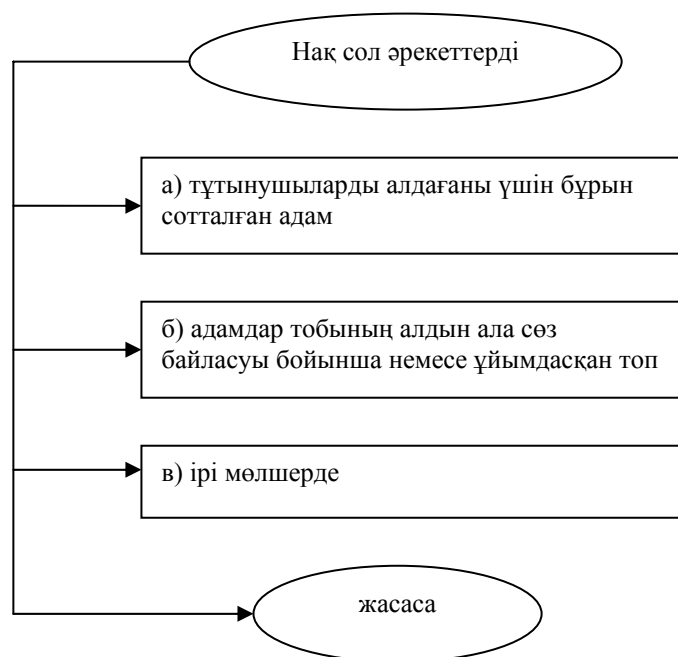 Нақ сол әрекеттерді
а) тұтынушыларды алдағаны үшін бұрын
сотталған адам
б) адамдар тобының алдын ала сөз
байласуы бойынша немесе ұйымдасқан топ
в) ірі мөлшерде
жасаса